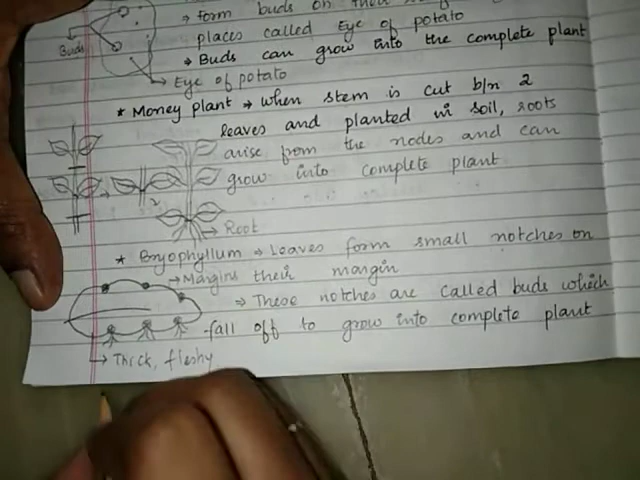 → form buds on their
places called Eye of potato
Buds
→ Buds can grow into the complete plant
→ Eye of potato
* Money plant → when stem is cut b/n 2
leaves and planted in soil, roots
arise from the nodes and can
grow into complete plant
2
→ Root
* Bryophyllum → Leaves form small notches on
→ Margins their margin
→ These notches are called buds which
fall off to grow into complete plant
→ Thick, fleshy